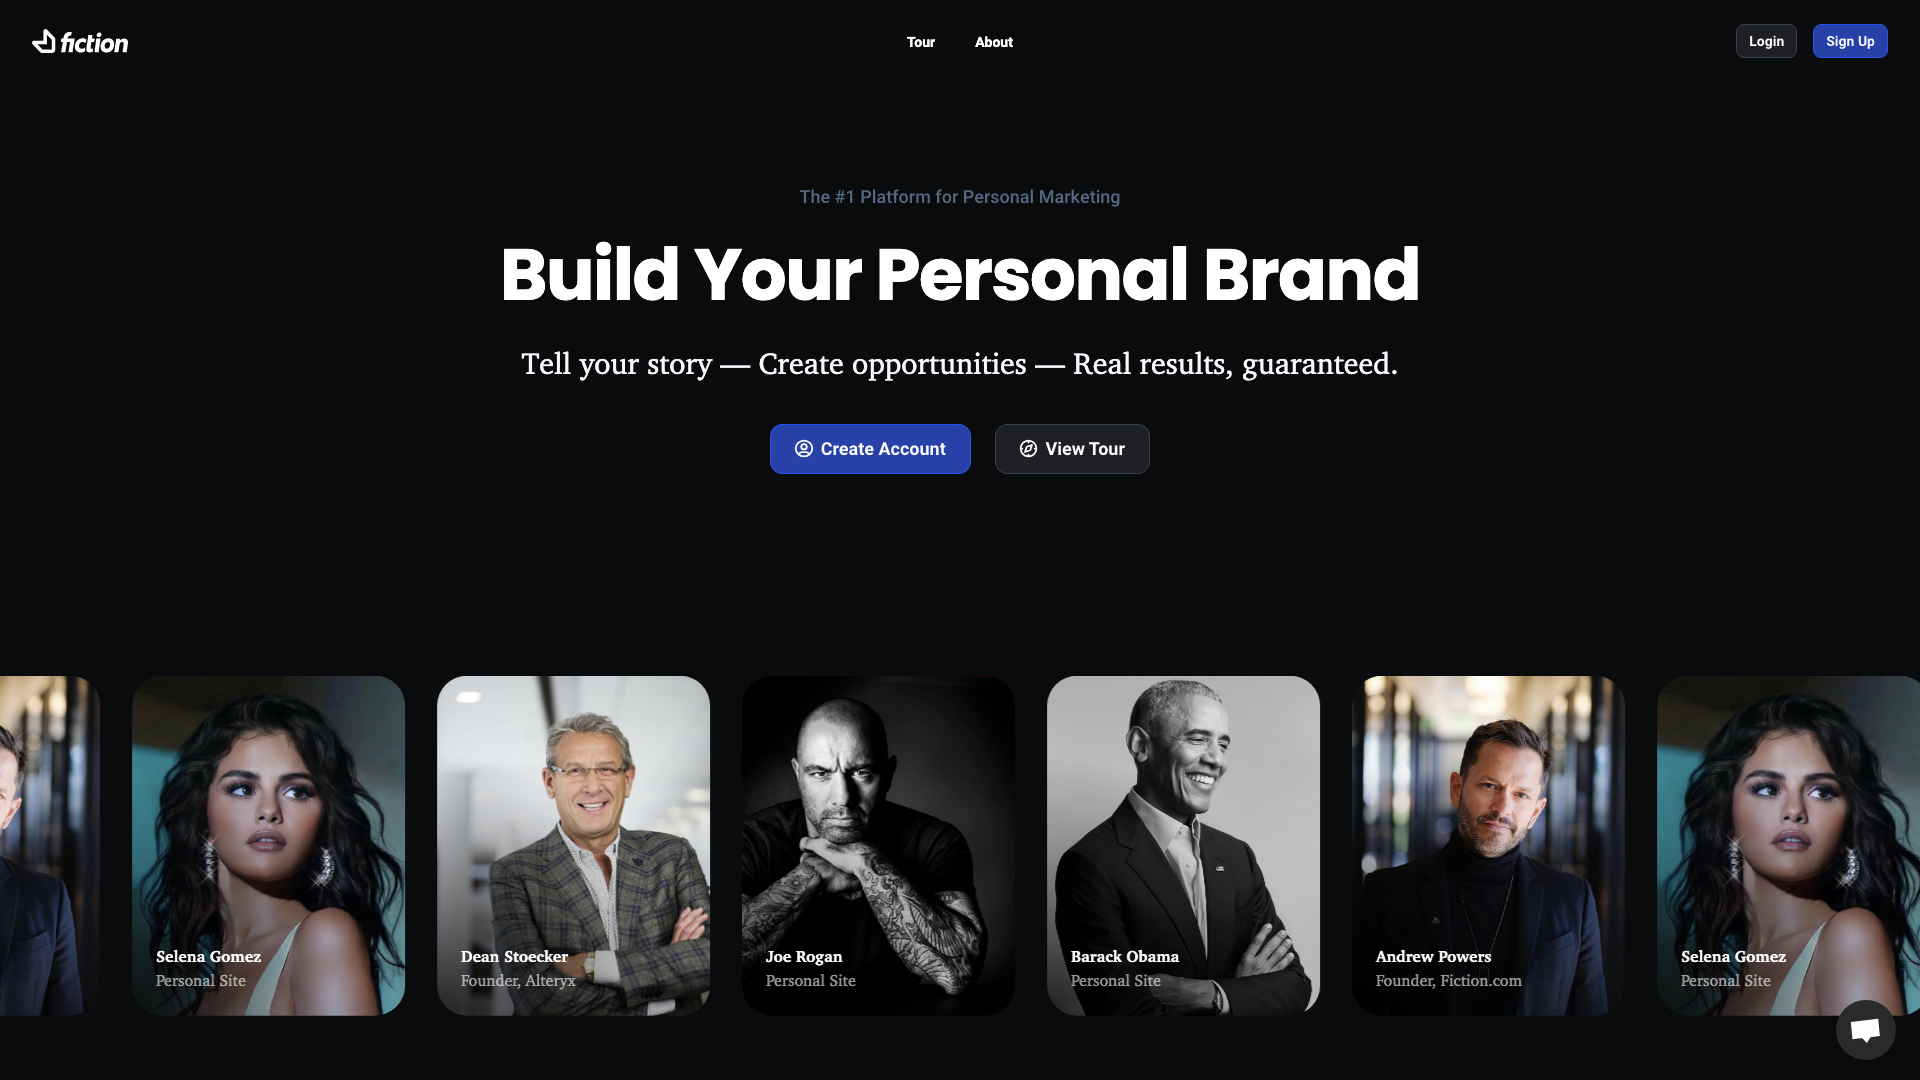 fiction
Tour
About
Login
Sign Up
The #1 Platform for Personal Marketing
Build Your Personal Brand
Tell your story — Create opportunities — Real results, guaranteed.
Create Account
View Tour
Selena Gomez
Personal Site
Dean Stoecker
Founder, Alteryx
Joe Rogan
Personal Site
Barack Obama
Personal Site
Andrew Powers
Founder, Fiction.com
Selena Gomez
Personal Site